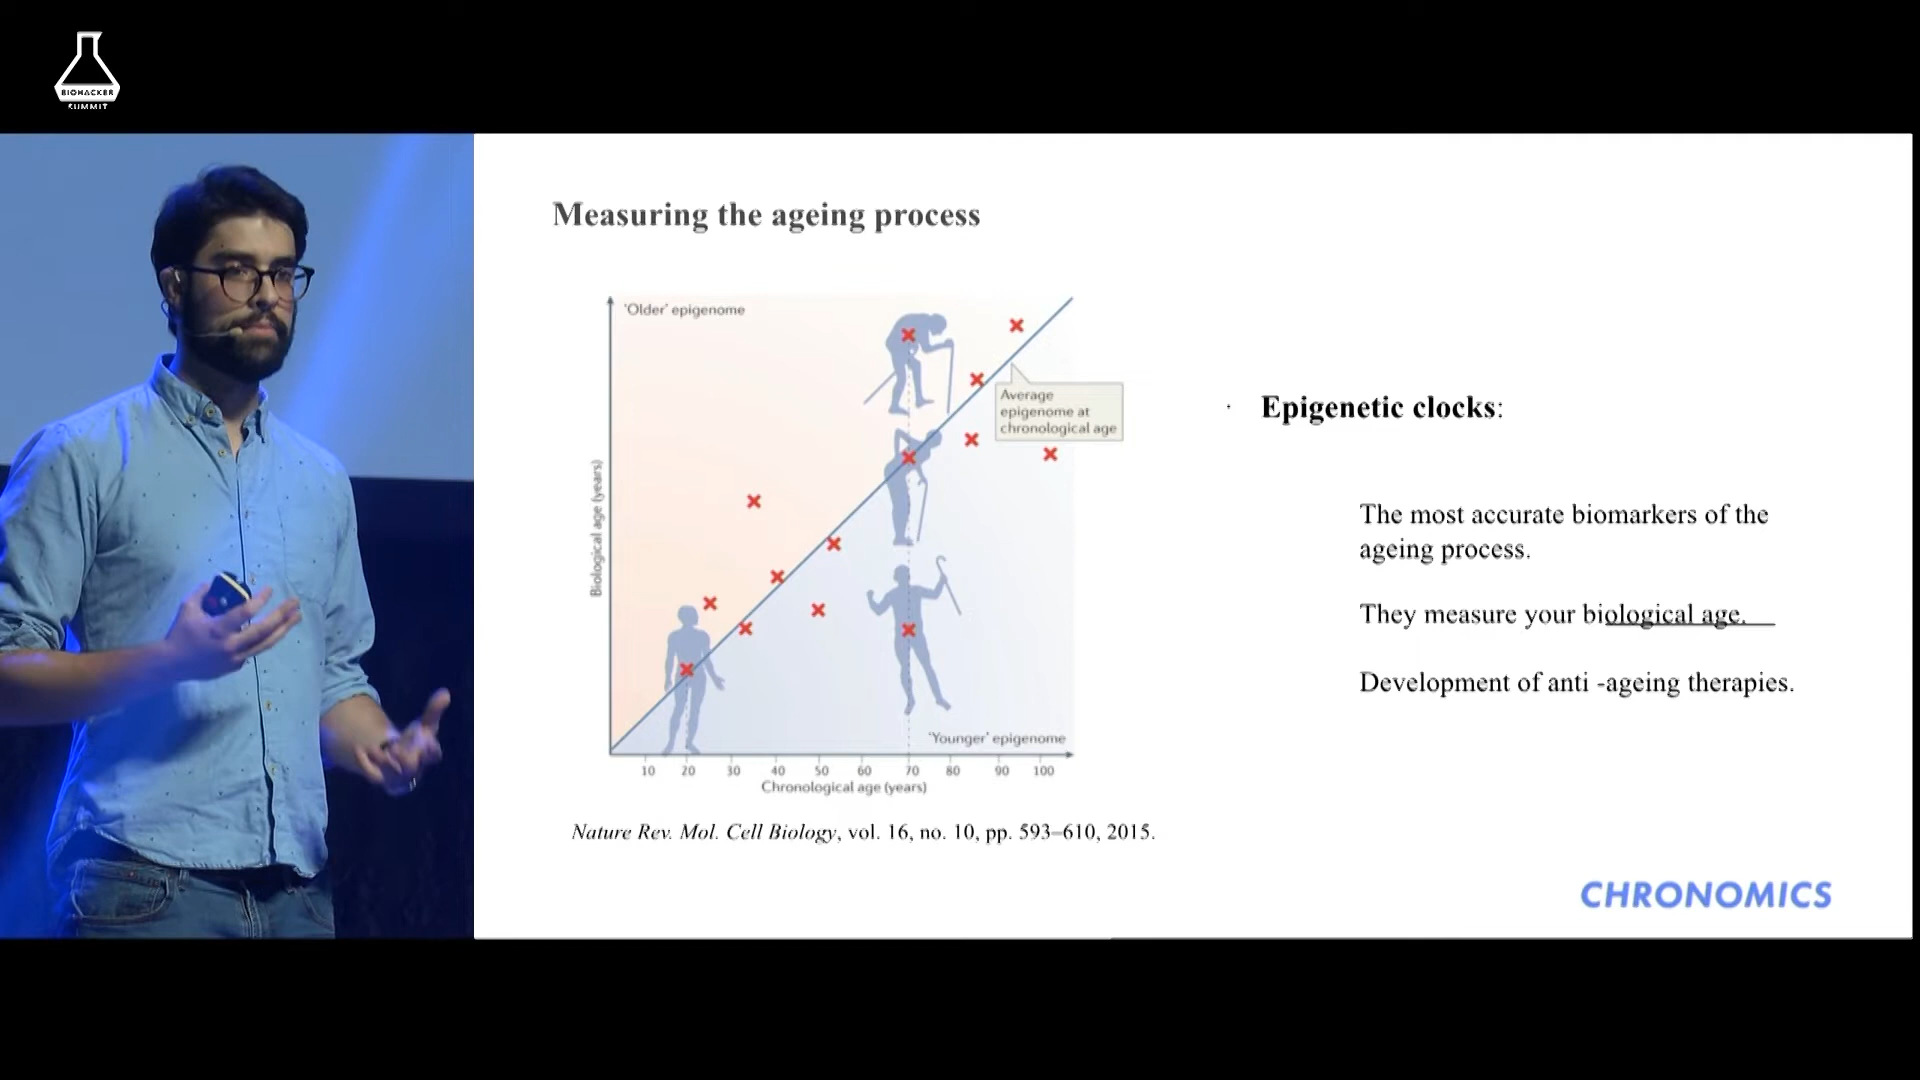 BIOHACKER
SUMMIT
Measuring the ageing process
'Older' epigenome
Average
epigenome at
chronological age
Biological age (years)
'Younger' epigenome
10 20 30 40 50 60 70 80 90 100
Chronological age (years)
Nature Rev. Mol. Cell Biology, vol. 16, no. 10, pp. 593–610, 2015.
· Epigenetic clocks:
The most accurate biomarkers of the
ageing process.
They measure your biological age.
Development of anti -ageing therapies.
CHRONOMICS